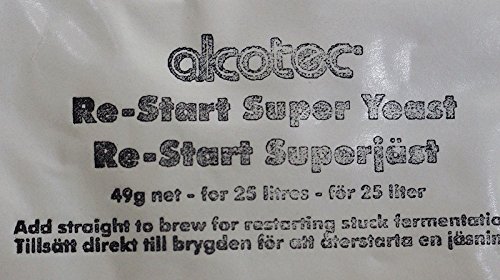 alcotec
Re-Start Super Yeast
Re-Start Superjäst
49g net - for 25 litres - för 25 liter
Add straight to brew for restarting stuck fermentatio
Tillsätt direkt till brygden för att återstarta en jäsnin